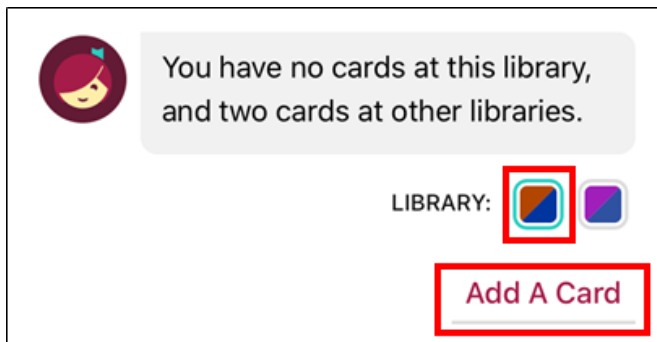 You have no cards at this library,
and two cards at other libraries.
LIBRARY:
Add A Card